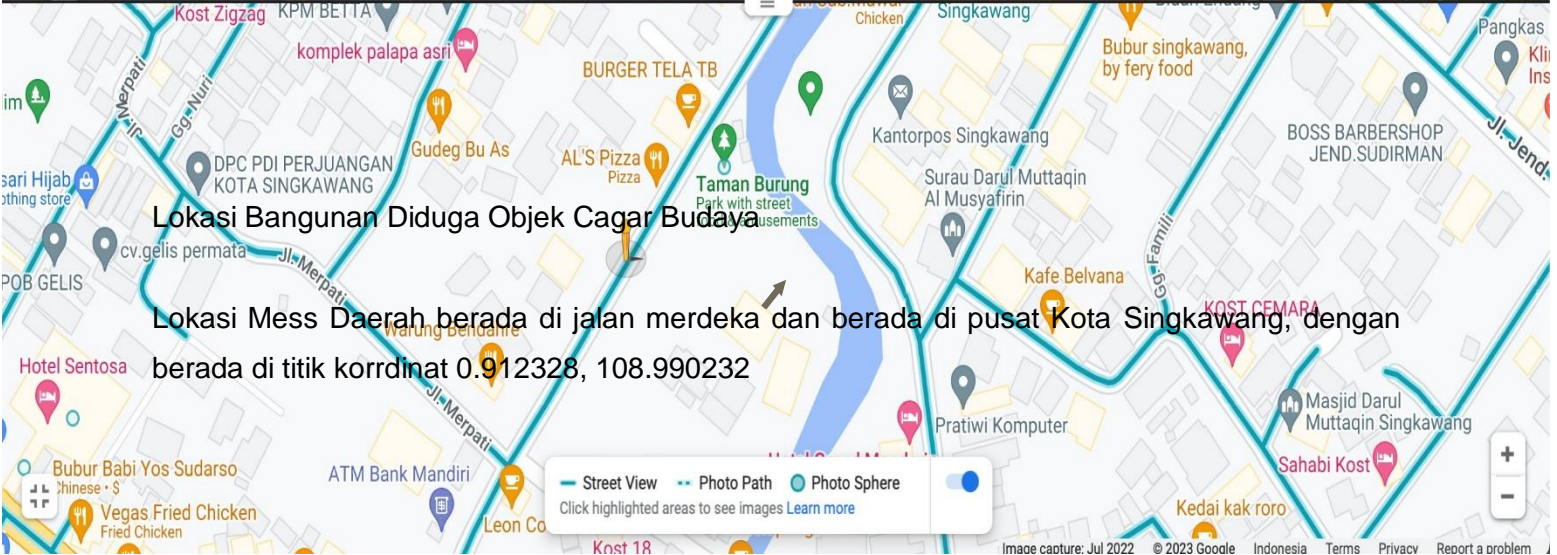 Kost Zigzag
KPM BETTA
Chicken
Singkawang
Pangkas
komplek palapa asri
BURGER TELA TB
Bubur singkawang,
by fery food
Jl. Merpati
Gg. Nuri
Kantorpos Singkawang
BOSS BARBERSHOP
JEND.SUDIRMAN
Jl. Jend.
DPC PDI PERJUANGAN
KOTA SINGKAWANG
Gudeg Bu As
AL'S Pizza
Pizza
Taman Burung
Park with street
Surau Darul Muttaqin
Al Musyafirin
Lokasi Bangunan Diduga Objek Cagar Budaya
cv.gelis permata
Jl. Merpati
POB GELIS
Kafe Belvana
Gg. Famili
KOST CEMARA
Warung Bendahre
Lokasi Mess Daerah berada di jalan merdeka dan berada di pusat Kota Singkawang, dengan
berada di titik korrdinat 0.912328, 108.990232
Hotel Sentosa
Jl. Merpati
Pratiwi Komputer
Masjid Darul
Muttaqin Singkawang
Bubur Babi Yos Sudarso
Chinese • $
ATM Bank Mandiri
Sahabi Kost
Vegas Fried Chicken
Fried Chicken
Leon Co
Street View
Photo Path
Photo Sphere
Click highlighted areas to see images Learn more
Kedai kak roro
Kost 18
Image capture: Jul 2022 © 2023 Google Indonesia Terms Privacy Report a problem